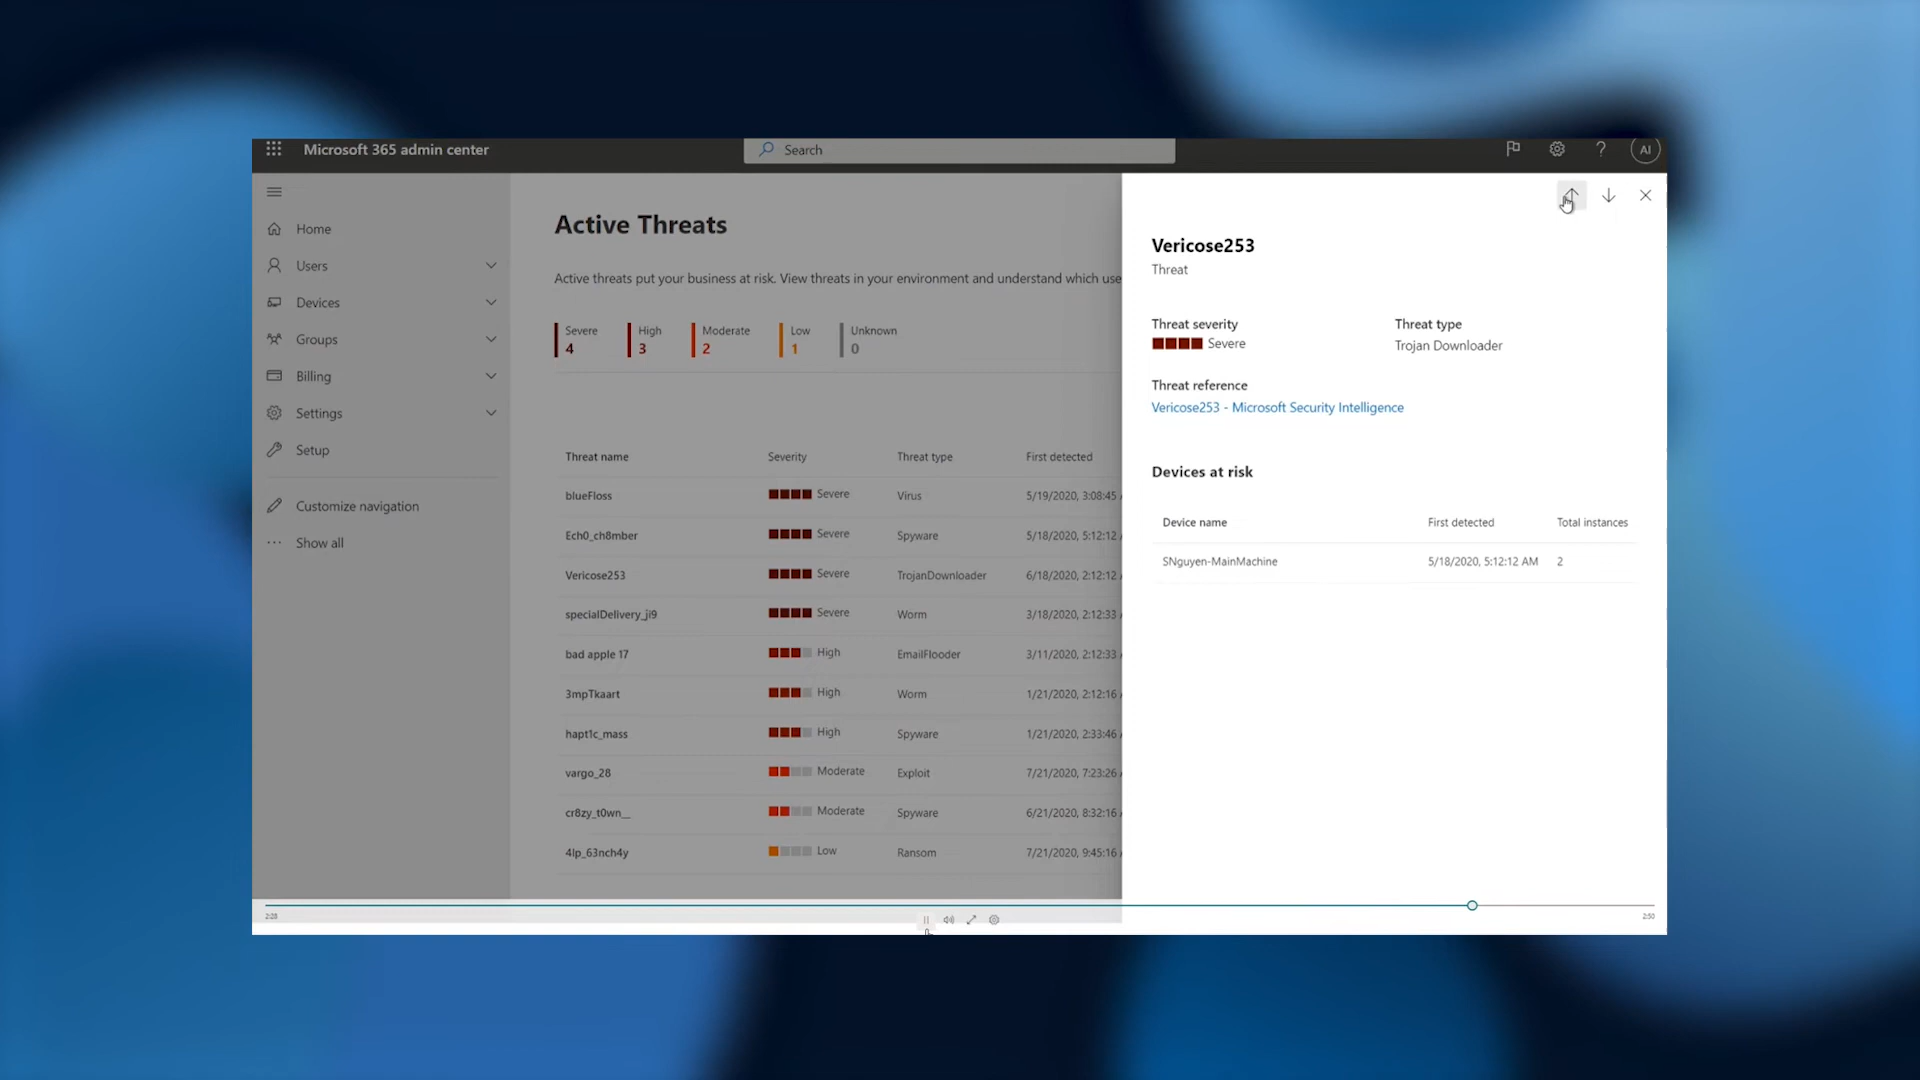 Microsoft 365 admin center
Search
?
AI
Home
Users
Devices
Groups
Billing
Settings
Setup
Customize navigation
Show all
Active Threats
Active threats put your business at risk. View threats in your environment and understand which use
Severe High Moderate Low Unknown
4 3 2 1 0
Threat name Severity Threat type First detected
blueFloss Severe Virus 5/19/2020, 3:08:45
Ech0_ch8mber Severe Spyware 5/18/2020, 5:12:12
Vericose253 Severe TrojanDownloader 6/18/2020, 2:12:12
specialDelivery_ji9 Severe Worm 3/18/2020, 2:12:33
bad apple 17 High EmailFlooder 3/11/2020, 2:12:33
3mpTkaart High Worm 1/21/2020, 2:12:16
hapt1c_mass High Spyware 1/21/2020, 2:33:46
vargo_28 Moderate Exploit 7/21/2020, 7:23:26
cr8zy_t0wn__ Moderate Spyware 6/21/2020, 8:32:16
4lp_63nch4y Low Ransom 7/21/2020, 9:45:16
Vericose253
Threat
Threat severity Threat type
Severe Trojan Downloader
Threat reference
Vericose253 - Microsoft Security Intelligence
Devices at risk
Device name First detected Total instances
SNguyen-MainMachine 5/18/2020, 5:12:12 AM 2
2:28 2:50